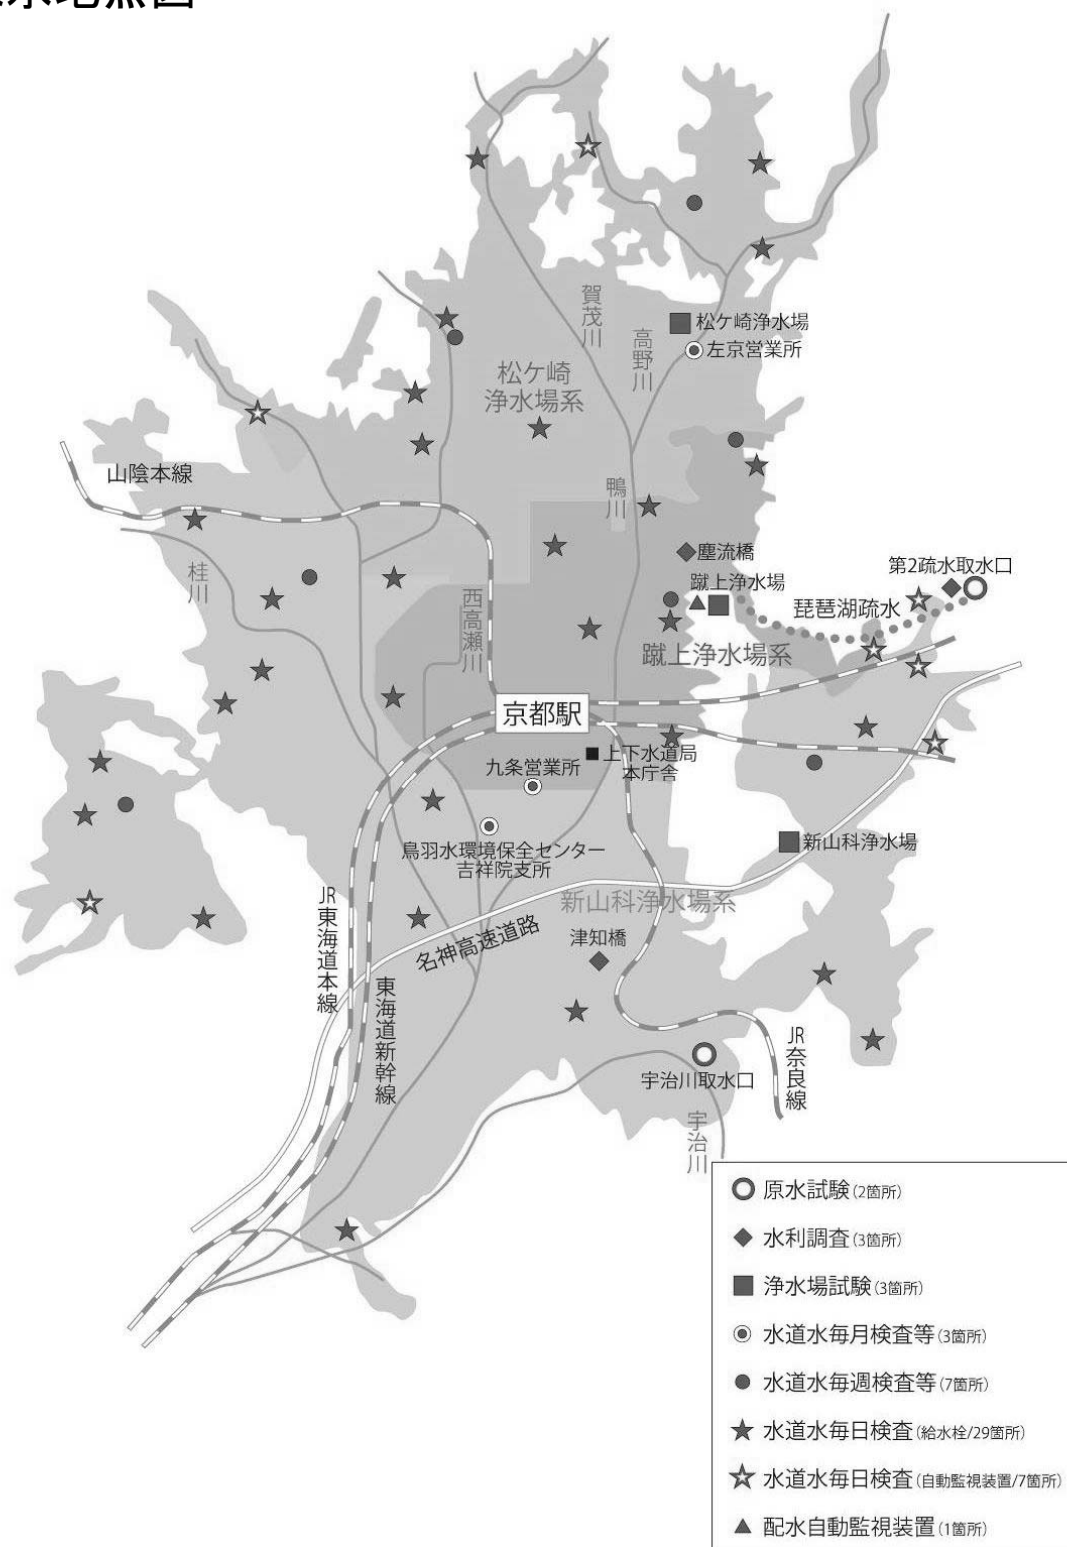 賀茂川
高野川
松ケ崎浄水場
左京営業所
松ケ崎
浄水場系
山陰本線
鴨川
塵流橋
桂川
第2疏水取水口
蹴上浄水場
西高瀬川
琵琶湖疏水
蹴上浄水場系
京都駅
上下水道局
本庁舎
九条営業所
鳥羽水環境保全センター
吉祥院支所
新山科浄水場
JR東海道本線
新山科浄水場系
名神高速道路
津知橋
東海道新幹線
JR奈良線
宇治川取水口
宇治川
原水試験(2箇所)
水利調査(3箇所)
浄水場試験(3箇所)
水道水毎月検査等(3箇所)
水道水毎週検査等(7箇所)
水道水毎日検査(給水栓/29箇所)
水道水毎日検査(自動監視装置/7箇所)
配水自動監視装置(1箇所)